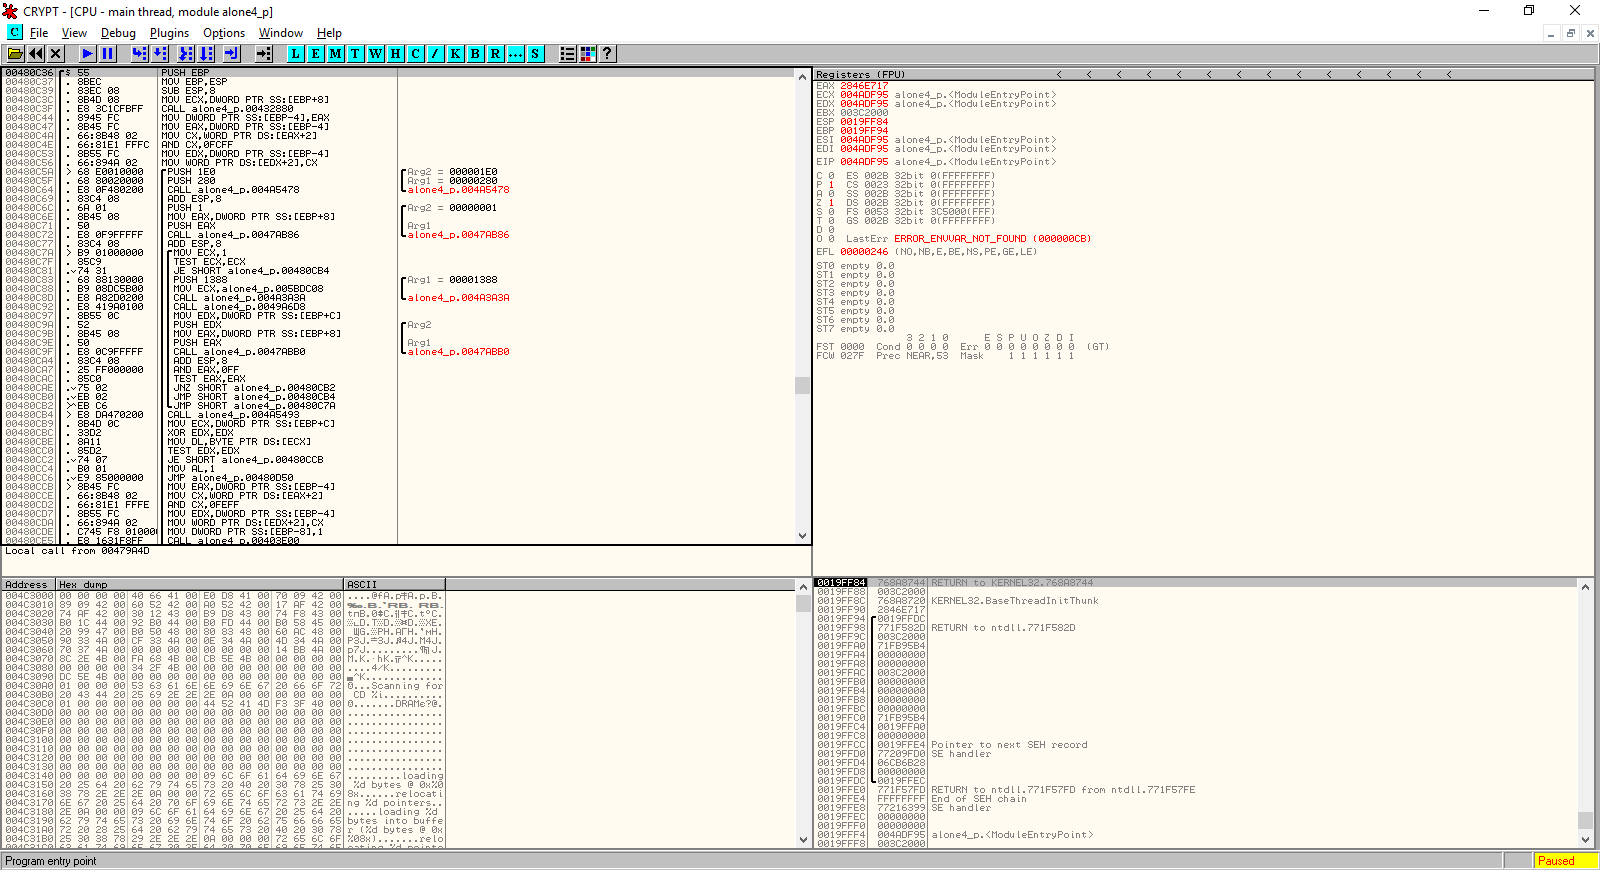 CRYPT - [CPU - main thread, module alone4_p]
C File View Debug Plugins Options Window Help
L E M T W H C / K B R ... S
00480C36 $ 55 PUSH EBP
00480C37 . 8BEC MOV EBP,ESP
00480C39 . 83EC 08 SUB ESP,8
00480C3C . 8B4D 08 MOV ECX,DWORD PTR SS:[EBP+8]
00480C3F . E8 3C1CFBFF CALL alone4_p.00432880
00480C44 . 8945 FC MOV DWORD PTR SS:[EBP-4],EAX
00480C47 . 8B45 FC MOV EAX,DWORD PTR SS:[EBP-4]
00480C4A . 66:8B48 02 MOV CX,WORD PTR DS:[EAX+2]
00480C4E . 66:81E1 FFFC AND CX,0FCFF
00480C53 . 8B55 FC MOV EDX,DWORD PTR SS:[EBP-4]
00480C56 . 66:894A 02 MOV WORD PTR DS:[EDX+2],CX
00480C5A > 68 E0010000 PUSH 1E0 Arg2 = 000001E0
00480C5F . 68 80020000 PUSH 280 Arg1 = 00000280
00480C64 . E8 0F480200 CALL alone4_p.004A5478 alone4_p.004A5478
00480C69 . 83C4 08 ADD ESP,8
00480C6C . 6A 01 PUSH 1 Arg2 = 00000001
00480C6E . 8B45 08 MOV EAX,DWORD PTR SS:[EBP+8]
00480C71 . 50 PUSH EAX Arg1
00480C72 . E8 0F9FFFFF CALL alone4_p.0047AB86 alone4_p.0047AB86
00480C77 . 83C4 08 ADD ESP,8
00480C7A > B9 01000000 MOV ECX,1
00480C7F . 85C9 TEST ECX,ECX
00480C81 . 74 31 JE SHORT alone4_p.00480CB4
00480C83 . 68 88130000 PUSH 1388 Arg1 = 00001388
00480C88 . B9 08DC5B00 MOV ECX,alone4_p.005BDC08
00480C8D . E8 A82D0200 CALL alone4_p.004A3A3A alone4_p.004A3A3A
00480C92 . E8 419A0100 CALL alone4_p.0049A6D8
00480C97 . 8B55 0C MOV EDX,DWORD PTR SS:[EBP+C]
00480C9A . 52 PUSH EDX Arg2
00480C9B . 8B45 08 MOV EAX,DWORD PTR SS:[EBP+8]
00480C9E . 50 PUSH EAX Arg1
00480C9F . E8 0C9FFFFF CALL alone4_p.0047ABB0 alone4_p.0047ABB0
00480CA4 . 83C4 08 ADD ESP,8
00480CA7 . 25 FF000000 AND EAX,0FF
00480CAC . 85C0 TEST EAX,EAX
00480CAE . 75 02 JNZ SHORT alone4_p.00480CB2
00480CB0 . EB 02 JMP SHORT alone4_p.00480CB4
00480CB2 > EB C6 JMP SHORT alone4_p.00480C7A
00480CB4 > E8 DA470200 CALL alone4_p.004A5493
00480CB9 . 8B4D 0C MOV ECX,DWORD PTR SS:[EBP+C]
00480CBC . 33D2 XOR EDX,EDX
00480CBE . 8A11 MOV DL,BYTE PTR DS:[ECX]
00480CC0 . 85D2 TEST EDX,EDX
00480CC2 . 74 07 JE SHORT alone4_p.00480CCB
00480CC4 . B0 01 MOV AL,1
00480CC6 . E9 85000000 JMP alone4_p.00480D50
00480CCB > 8B45 FC MOV EAX,DWORD PTR SS:[EBP-4]
00480CCE . 66:8B48 02 MOV CX,WORD PTR DS:[EAX+2]
00480CD2 . 66:81E1 FFFE AND CX,0FEFF
00480CD7 . 8B55 FC MOV EDX,DWORD PTR SS:[EBP-4]
00480CDA . 66:894A 02 MOV WORD PTR DS:[EDX+2],CX
00480CDE . C745 F8 01000 MOV DWORD PTR SS:[EBP-8],1
00480CE5 . E8 1631F8FF CALL alone4_p.00403E00
Local call from 00479A4D
Registers (FPU)
EAX 2846E717
ECX 004ADF95 alone4_p.<ModuleEntryPoint>
EDX 004ADF95 alone4_p.<ModuleEntryPoint>
EBX 003C2000
ESP 0019FF84
EBP 0019FF94
ESI 004ADF95 alone4_p.<ModuleEntryPoint>
EDI 004ADF95 alone4_p.<ModuleEntryPoint>
EIP 004ADF95 alone4_p.<ModuleEntryPoint>
C 0 ES 002B 32bit 0(FFFFFFFF)
P 1 CS 0023 32bit 0(FFFFFFFF)
A 0 SS 002B 32bit 0(FFFFFFFF)
Z 1 DS 002B 32bit 0(FFFFFFFF)
S 0 FS 0053 32bit 3C5000(FFF)
T 0 GS 002B 32bit 0(FFFFFFFF)
D 0
O 0 LastErr ERROR_ENVVAR_NOT_FOUND (000000CB)
EFL 00000246 (NO,NB,E,BE,NS,PE,GE,LE)
ST0 empty 0.0
ST1 empty 0.0
ST2 empty 0.0
ST3 empty 0.0
ST4 empty 0.0
ST5 empty 0.0
ST6 empty 0.0
ST7 empty 0.0
3 2 1 0 E S P U O Z D I
FST 0000 Cond 0 0 0 0 Err 0 0 0 0 0 0 0 0 (GT)
FCW 027F Prec NEAR,53 Mask 1 1 1 1 1 1
Address Hex dump ASCII
004C3000 00 00 00 00 40 66 41 00 E0 D8 41 00 70 09 42 00
004C3010 89 09 42 00 60 52 42 00 A0 52 42 00 17 AF 42 00
004C3020 74 AF 42 00 30 12 43 00 B9 D8 43 00 74 F8 43 00
004C3030 B0 1C 44 00 92 B0 44 00 B0 FD 44 00 B0 58 45 00
004C3040 20 99 47 00 B0 50 48 00 80 83 48 00 60 AC 48 00
004C3050 90 33 4A 00 CF 33 4A 00 0E 34 4A 00 4D 34 4A 00
004C3060 70 37 4A 00 00 00 00 00 00 00 00 00 14 BB 4A 00
004C3070 8C 2E 4B 00 FA 68 4B 00 CB 5E 4B 00 00 00 00 00
004C3080 00 00 00 00 34 2F 4B 00 00 00 00 00 00 00 00 00
004C3090 DC 5E 4B 00 00 00 00 00 00 00 00 00 00 00 00 00
004C30A0 01 00 00 00 53 63 61 6E 6E 69 6E 67 20 66 6F 72 0...Scanning for
004C30B0 20 43 44 20 25 69 2E 2E 2E 0A 00 00 00 00 00 00 CD %i..........
004C30C0 01 00 00 00 00 00 00 00 44 52 41 4D F3 3F 40 00
004C30D0 00 00 00 00 00 00 00 00 00 00 00 00 00 00 00 00 ................
004C30E0 00 00 00 00 00 00 00 00 00 00 00 00 00 00 00 00 ................
004C30F0 00 00 00 00 00 00 00 00 00 00 00 00 00 00 00 00 ................
004C3100 00 00 00 00 00 00 00 00 00 00 00 00 00 00 00 00 ................
004C3110 00 00 00 00 00 00 00 00 00 00 00 00 00 00 00 00 ................
004C3120 00 00 00 00 00 00 00 00 00 00 00 00 00 00 00 00 ................
004C3130 00 00 00 00 00 00 00 00 00 00 00 00 00 00 00 00 ................
004C3140 00 00 00 00 00 00 00 00 09 6C 6F 61 64 69 6E 67 .........loading
004C3150 20 25 64 20 62 79 74 65 73 20 40 20 30 78 25 30 %d bytes @ 0x%0
004C3160 38 78 2E 2E 2E 0A 00 00 72 65 6C 6F 63 61 74 69 8x......relocati
004C3170 6E 67 20 25 64 20 70 6F 69 6E 74 65 72 73 2E 2E ng %d pointers..
004C3180 2E 0A 00 00 09 6C 6F 61 64 69 6E 67 20 25 64 20 .....loading %d
004C3190 62 79 74 65 73 20 69 6E 74 6F 20 62 75 66 66 65 bytes into buffe
004C31A0 72 20 28 25 64 20 62 79 74 65 73 20 40 20 30 78 r (%d bytes @ 0x
004C31B0 25 30 38 78 29 2E 2E 2E 0A 00 00 00 72 65 6C 6F %08x).......relo
0019FF84 768A8744 RETURN to KERNEL32.768A8744
0019FF88 003C2000
0019FF8C 768A8720 KERNEL32.BaseThreadInitThunk
0019FF90 2846E717
0019FF94 0019FFDC
0019FF98 771F582D RETURN to ntdll.771F582D
0019FF9C 003C2000
0019FFA0 71FB95B4
0019FFA4 00000000
0019FFA8 00000000
0019FFAC 003C2000
0019FFB0 00000000
0019FFB4 00000000
0019FFB8 00000000
0019FFBC 00000000
0019FFC0 71FB95B4
0019FFC4 0019FFA0
0019FFC8 00000000
0019FFCC 0019FFE4 Pointer to next SEH record
0019FFD0 77209FD0 SE handler
0019FFD4 06CB6B28
0019FFD8 00000000
0019FFDC 0019FFEC
0019FFE0 771F57FD RETURN to ntdll.771F57FD from ntdll.771F57FE
0019FFE4 FFFFFFFF End of SEH chain
0019FFE8 77216399 SE handler
0019FFEC 00000000
0019FFF0 00000000
0019FFF4 004ADF95 alone4_p.<ModuleEntryPoint>
0019FFF8 003C2000
Program entry point
Paused